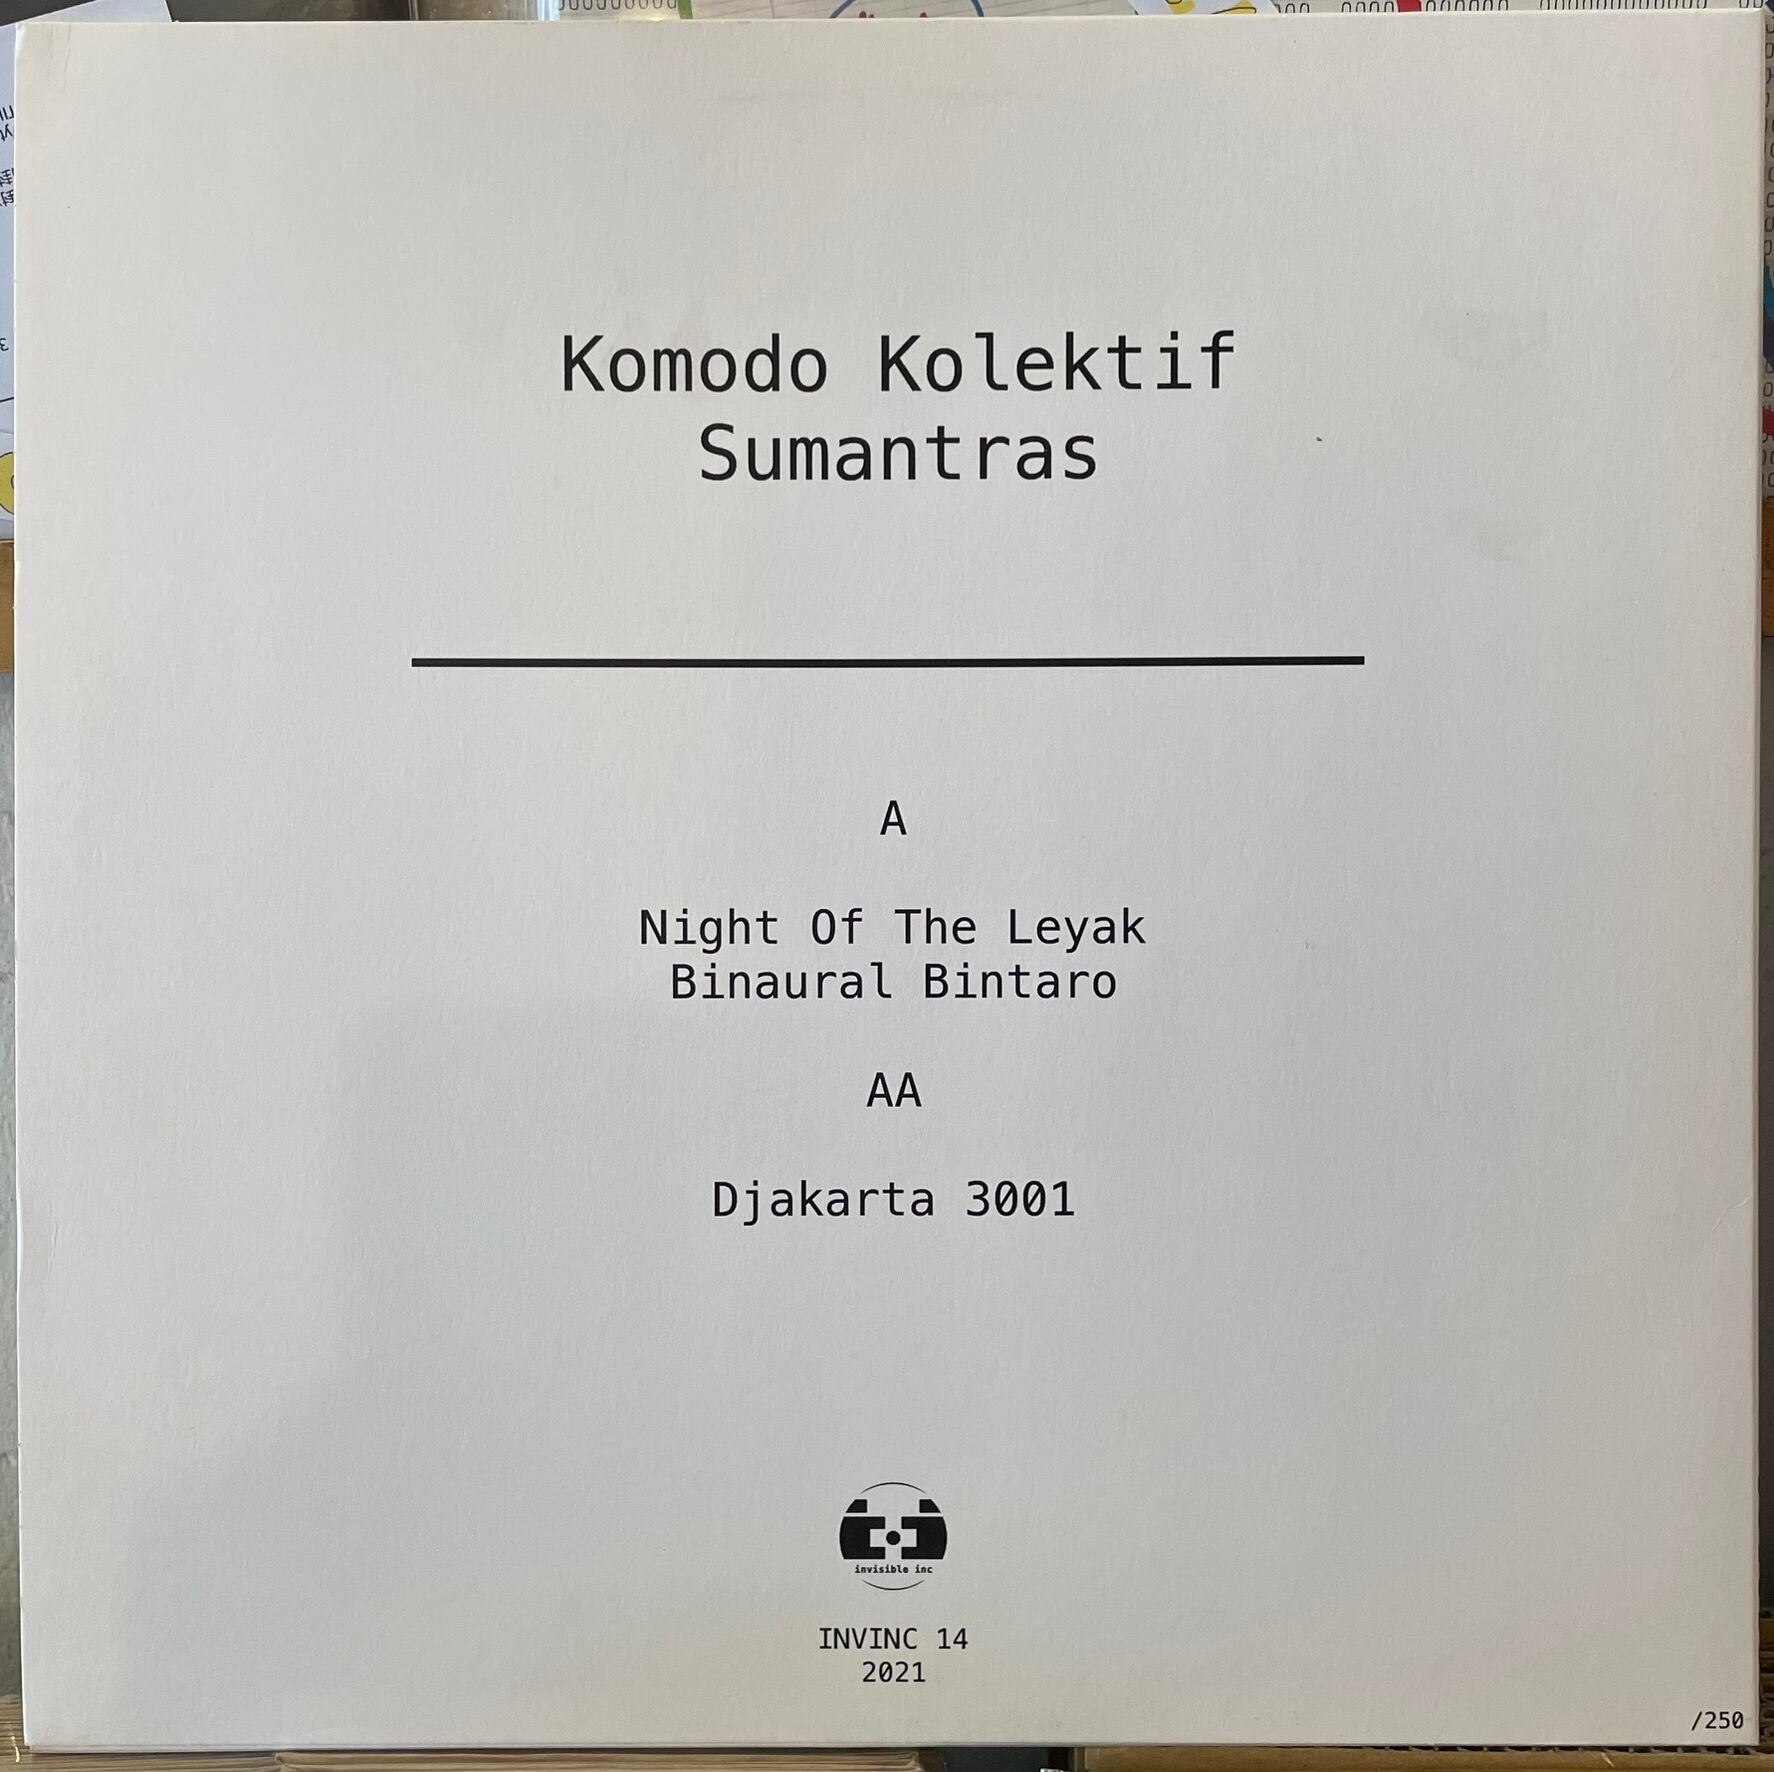 Komodo Kolektif
Sumantras
A
Night Of The Leyak
Binaural Bintaro
AA
Djakarta 3001
invisible inc
INVINC 14
2021
/250